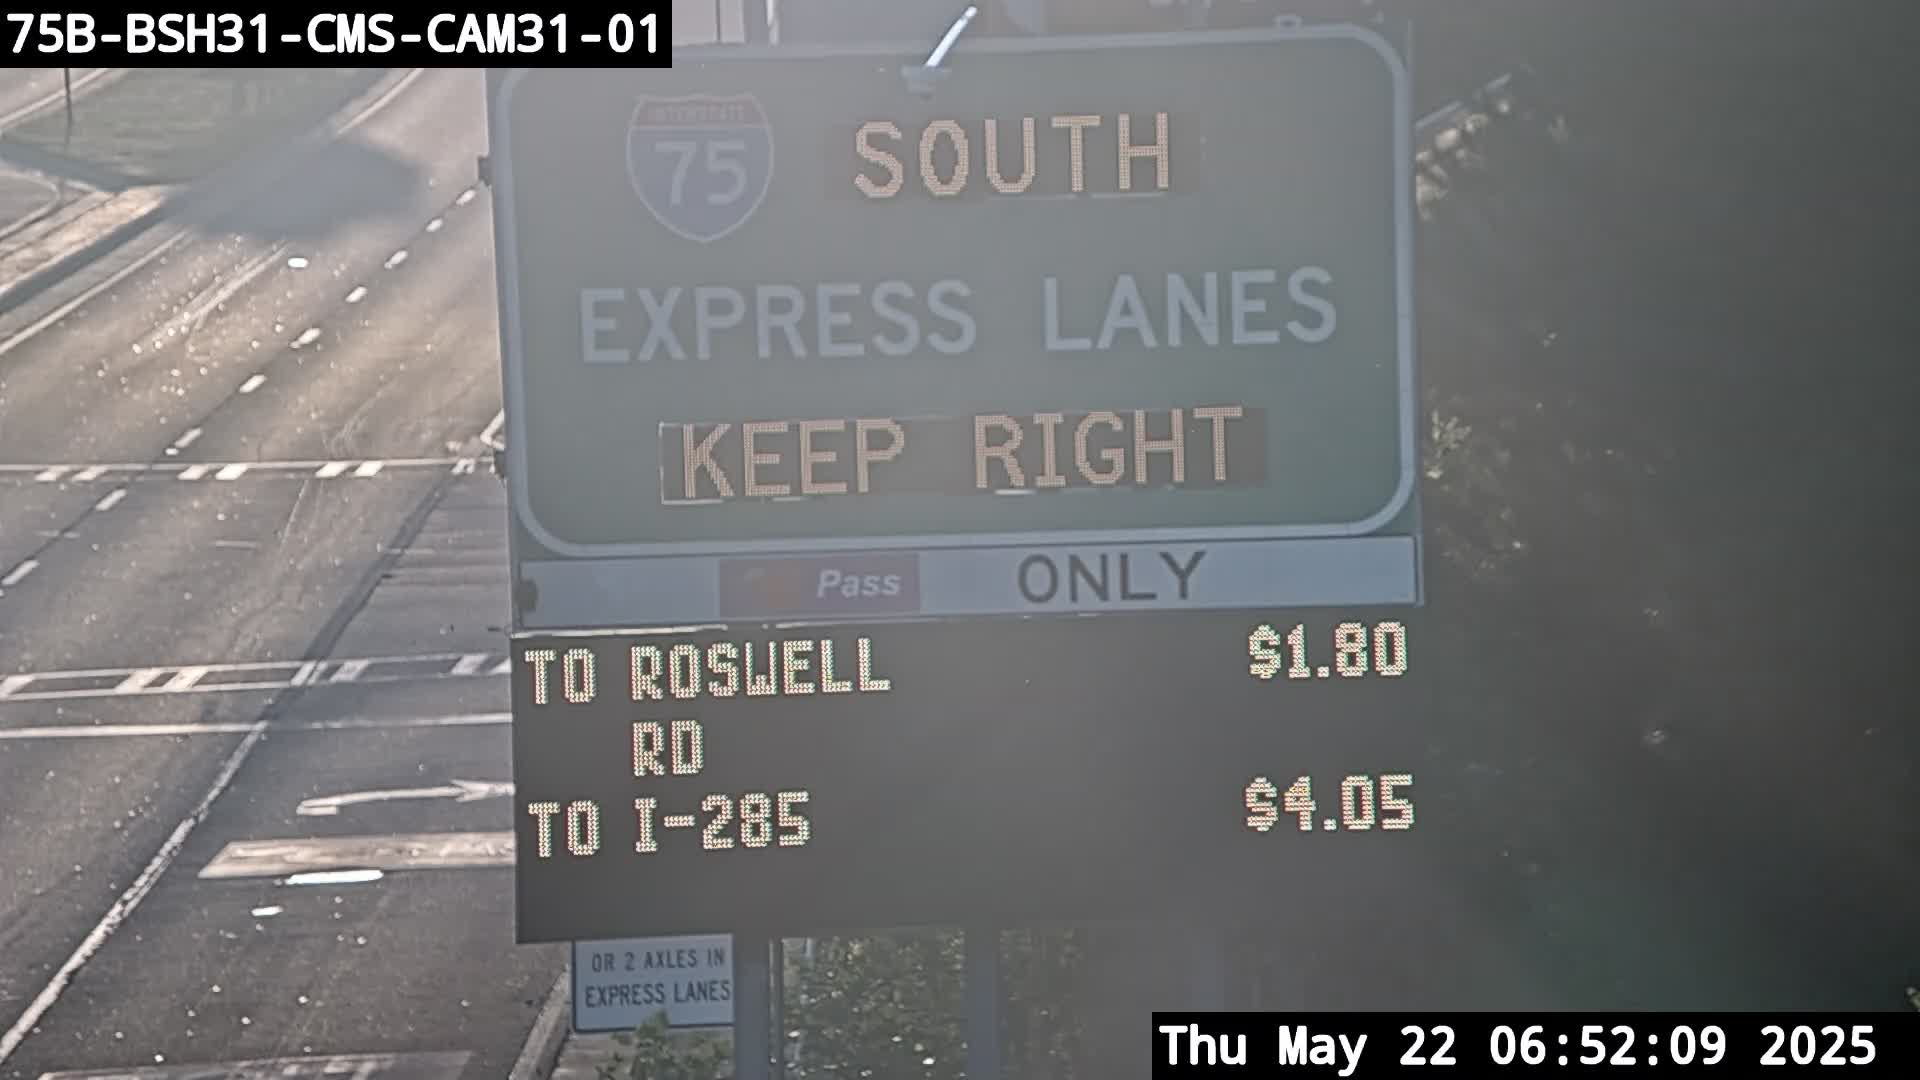 75B-BSH31-CMS-CAM31-01
INTERSTATE
75
SOUTH
EXPRESS LANES
KEEP RIGHT
Pass ONLY
TO ROSWELL $1.80
RD
TO I-285 $4.05
OR 2 AXLES IN
EXPRESS LANES
Thu May 22 06:52:09 2025